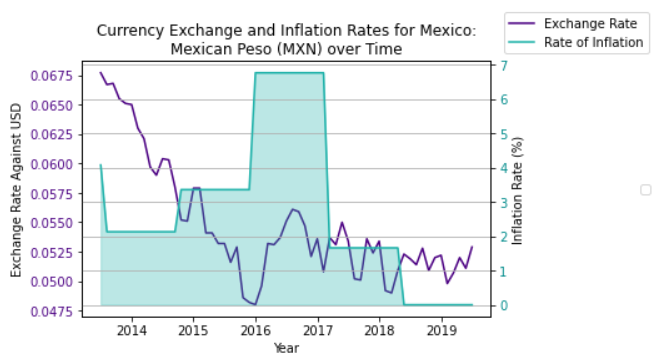 Currency Exchange and Inflation Rates for Mexico:
Mexican Peso (MXN) over Time
Exchange Rate
Rate of Inflation
Exchange Rate Against USD
0.0675
0.0650
0.0625
0.0600
0.0575
0.0550
0.0525
0.0500
0.0475
7
6
5
4
3
2
1
0
Inflation Rate (%)
2014 2015 2016 2017 2018 2019
Year